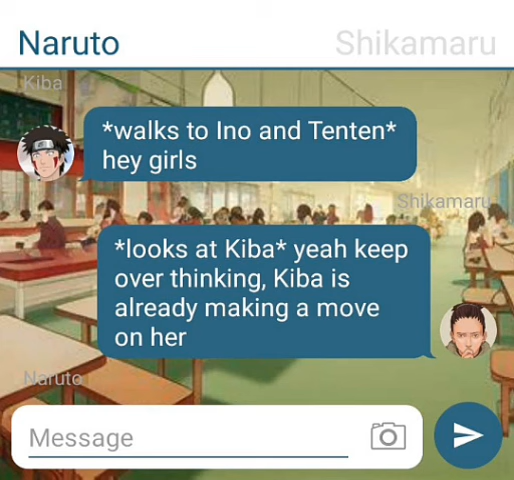 Naruto Shikamaru
Kiba
*walks to Ino and Tenten*
hey girls
Shikamaru
*looks at Kiba* yeah keep
over thinking, Kiba is
already making a move
on her
Naruto
Message